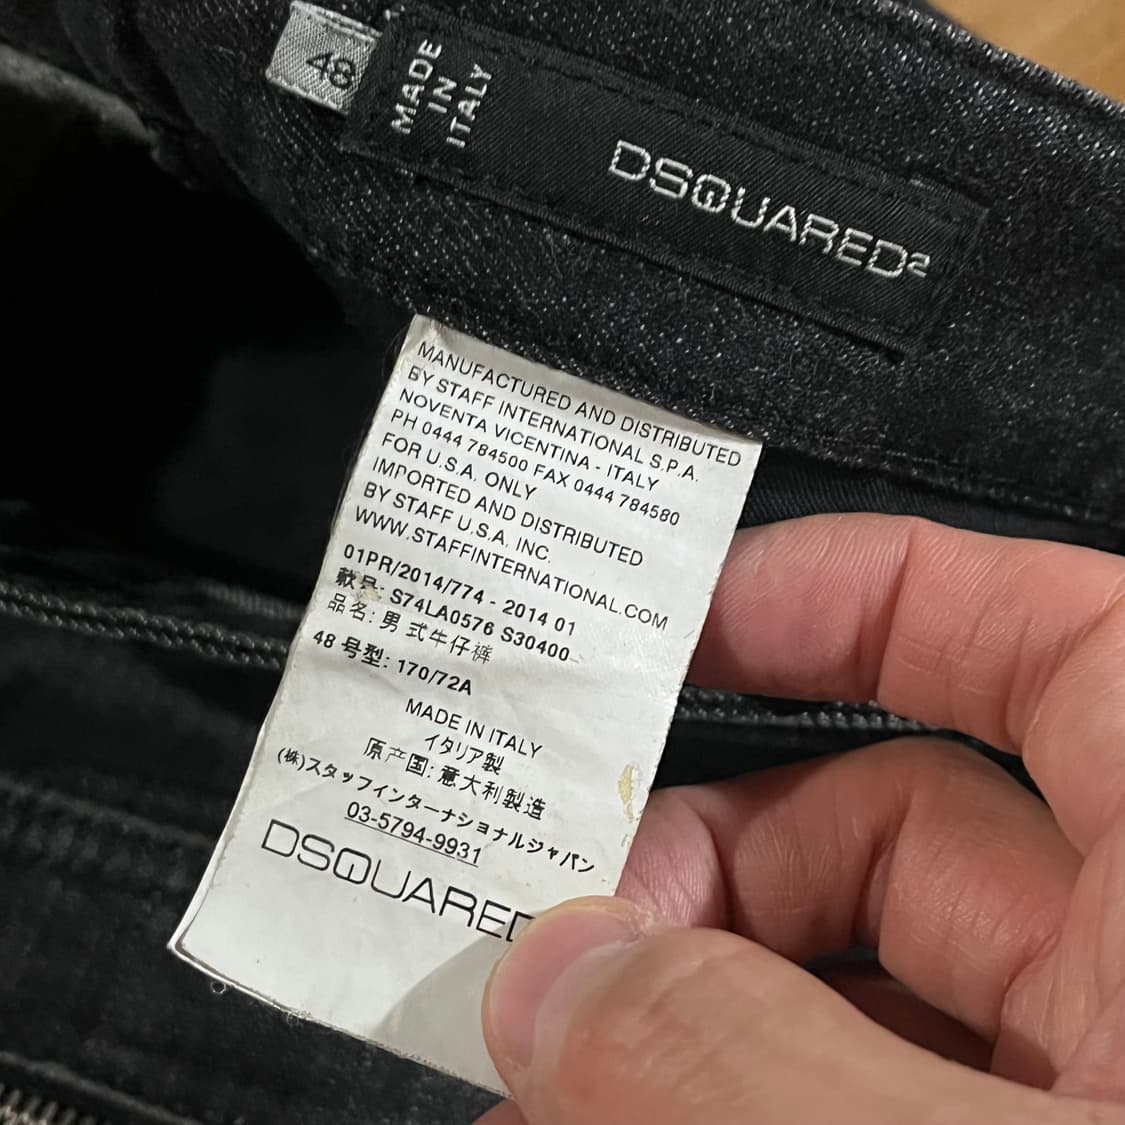 48
MADE
IN
ITALY
DSQUARED2
MANUFACTURED AND DISTRIBUTED
BY STAFF INTERNATIONAL S.P.A.
NOVENTA VICENTINA - ITALY
PH 0444 784500 FAX 0444 784580
FOR U.S.A. ONLY
IMPORTED AND DISTRIBUTED
BY STAFF U.S.A. INC.
WWW.STAFFINTERNATIONAL.COM
01PR/2014/774 - 2014 01
款号: S74LA0576 S30400
品名: 男式牛仔裤
48 号型: 170/72A
MADE IN ITALY
イタリア製
原产国: 意大利製造
(株)スタッフインターナショナルジャパン
03-5794-9931
DSQUARED